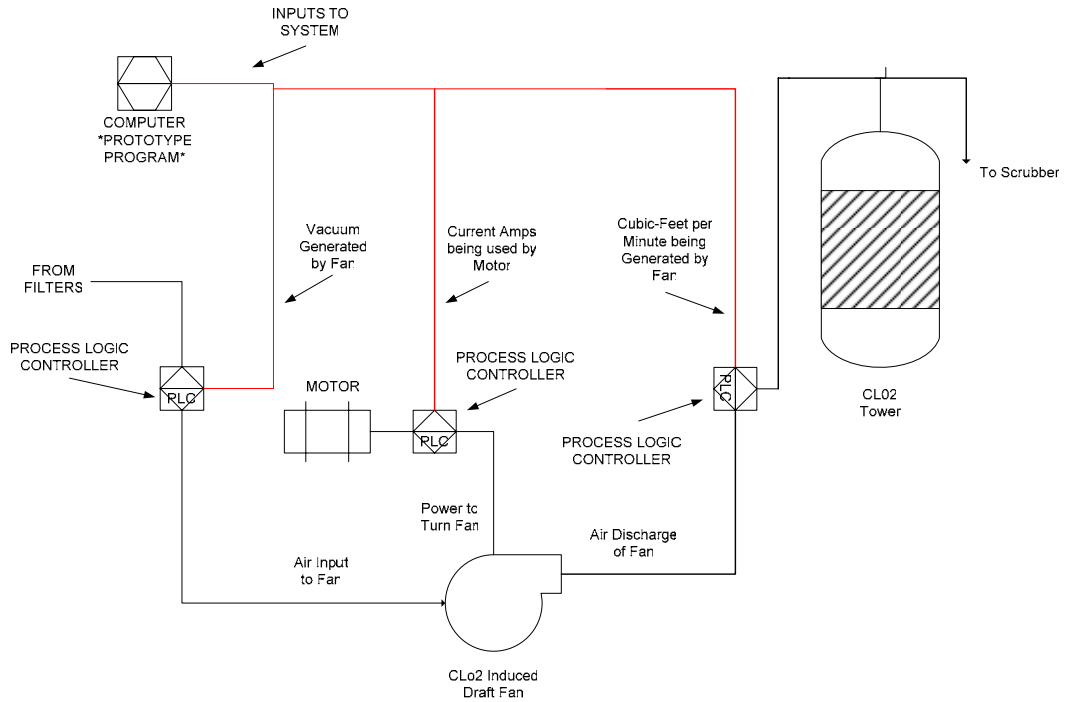 INPUTS TO
SYSTEM
COMPUTER
*PROTOTYPE
PROGRAM*
To Scrubber
Vacuum
Generated
by Fan
Current Amps
being used by
Motor
Cubic-Feet per
Minute being
Generated by
Fan
FROM
FILTERS
PROCESS LOGIC
CONTROLLER
PLC
MOTOR
PROCESS LOGIC
CONTROLLER
PLC
PLC
PROCESS LOGIC
CONTROLLER
CL02
Tower
Power to
Turn Fan
Air Input
to Fan
Air Discharge
of Fan
CLo2 Induced
Draft Fan